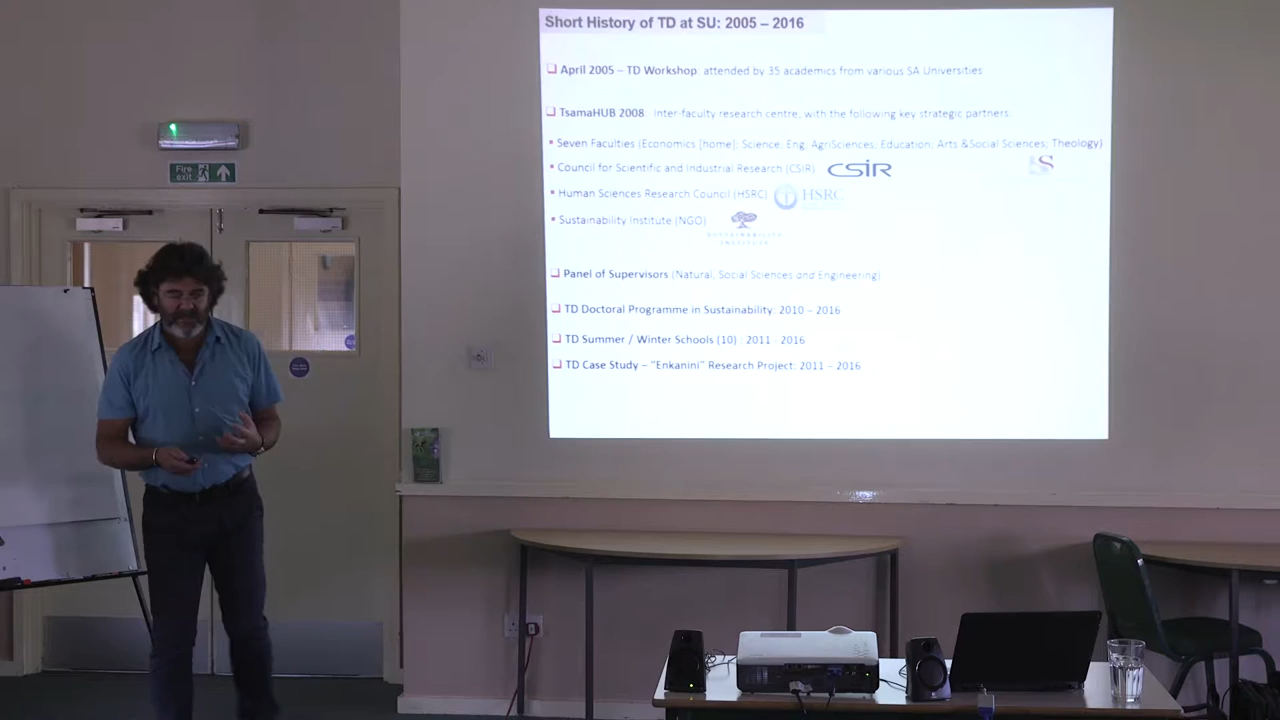 Short History of TD at SU: 2005 – 2016
April 2005 – TD Workshop: attended by 35 academics from various SA Universities
TsamaHUB 2008: Inter-faculty research centre, with the following key strategic partners:
Seven Faculties (Economics [home]; Science; Eng; AgriSciences; Education; Arts &Social Sciences; Theology)
Council for Scientific and Industrial Research (CSIR) CSIR
Human Sciences Research Council (HSRC) HSRC
Sustainability Institute (NGO)
SUSTAINABILITY
INSTITUTE
Panel of Supervisors (Natural, Social Sciences and Engineering)
TD Doctoral Programme in Sustainability: 2010 – 2016
TD Summer / Winter Schools (10) : 2011 - 2016
TD Case Study – "Enkanini" Research Project: 2011 – 2016
Fire
exit